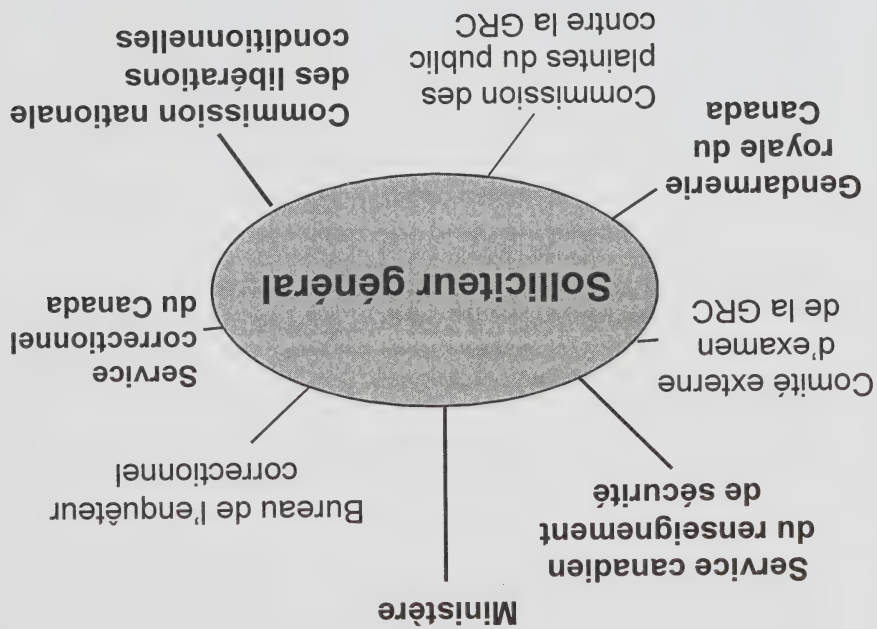 Ministère
Service canadien
du renseignement
de sécurité
Bureau de l'enquêteur
correctionnel
Comité externe
d'examen
de la GRC
Service
correctionnel
du Canada
Solliciteur général
Gendarmerie
royale du
Canada
Commission des
plaintes du public
contre la GRC
Commission nationale
des libérations
conditionnelles